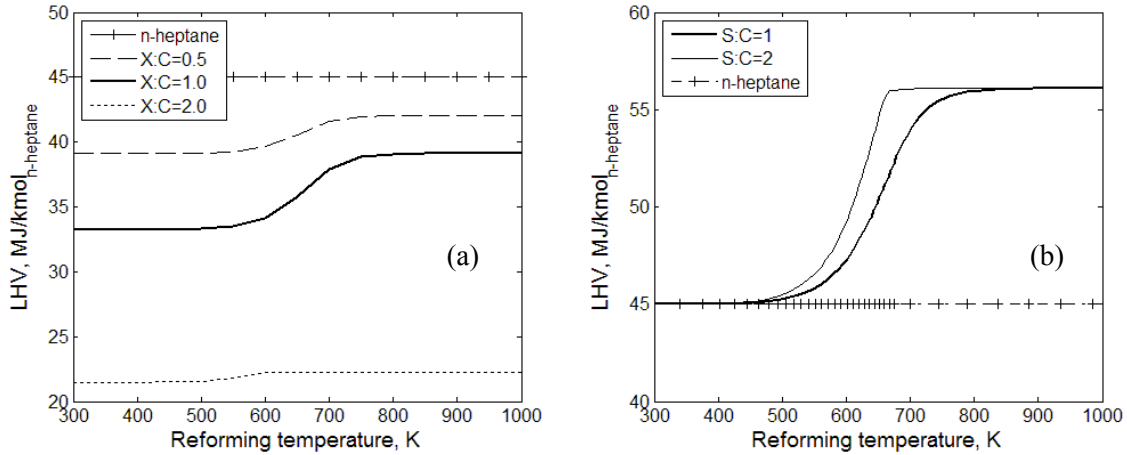 50
45
40
35
30
25
20
300 400 500 600 700 800 900 1000
LHV, MJ/kmol n-heptane
Reforming temperature, K
n-heptane
X:C=0.5
X:C=1.0
X:C=2.0
(a)
60
55
50
45
40
300 400 500 600 700 800 900 1000
LHV, MJ/kmol n-heptane
Reforming temperature, K
S:C=1
S:C=2
n-heptane
(b)